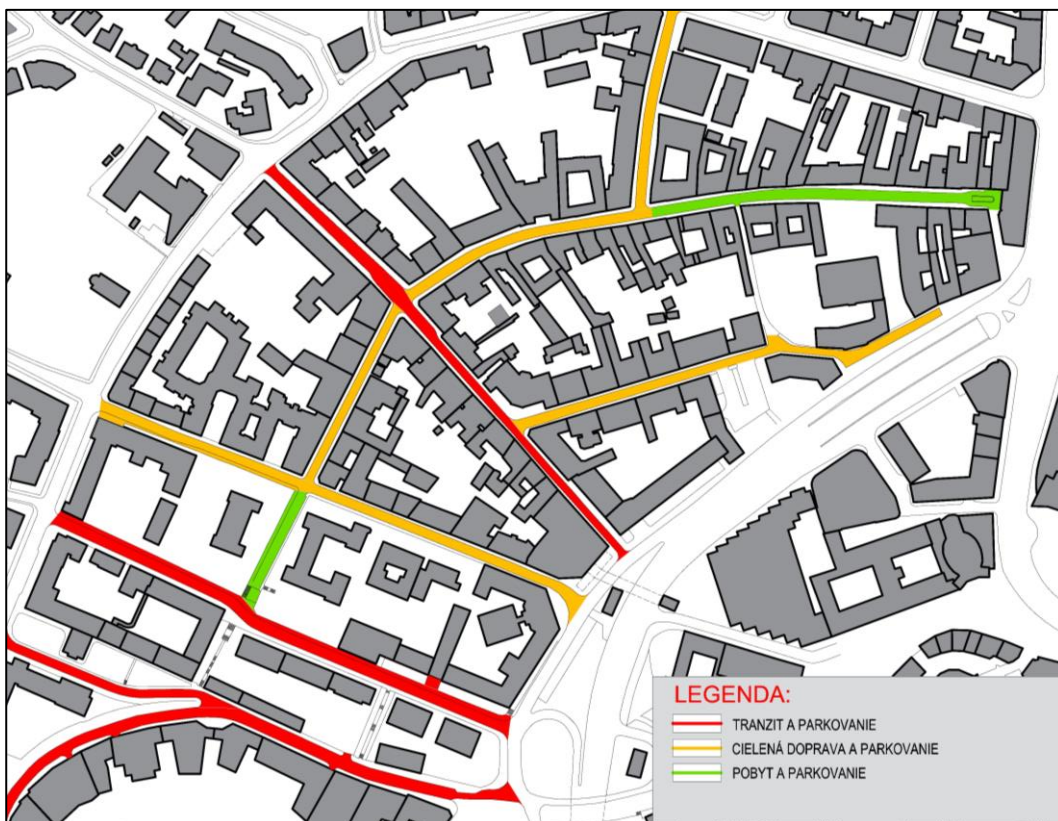 LEGENDA:
TRANZIT A PARKOVANIE
CIELENÁ DOPRAVA A PARKOVANIE
POBYT A PARKOVANIE